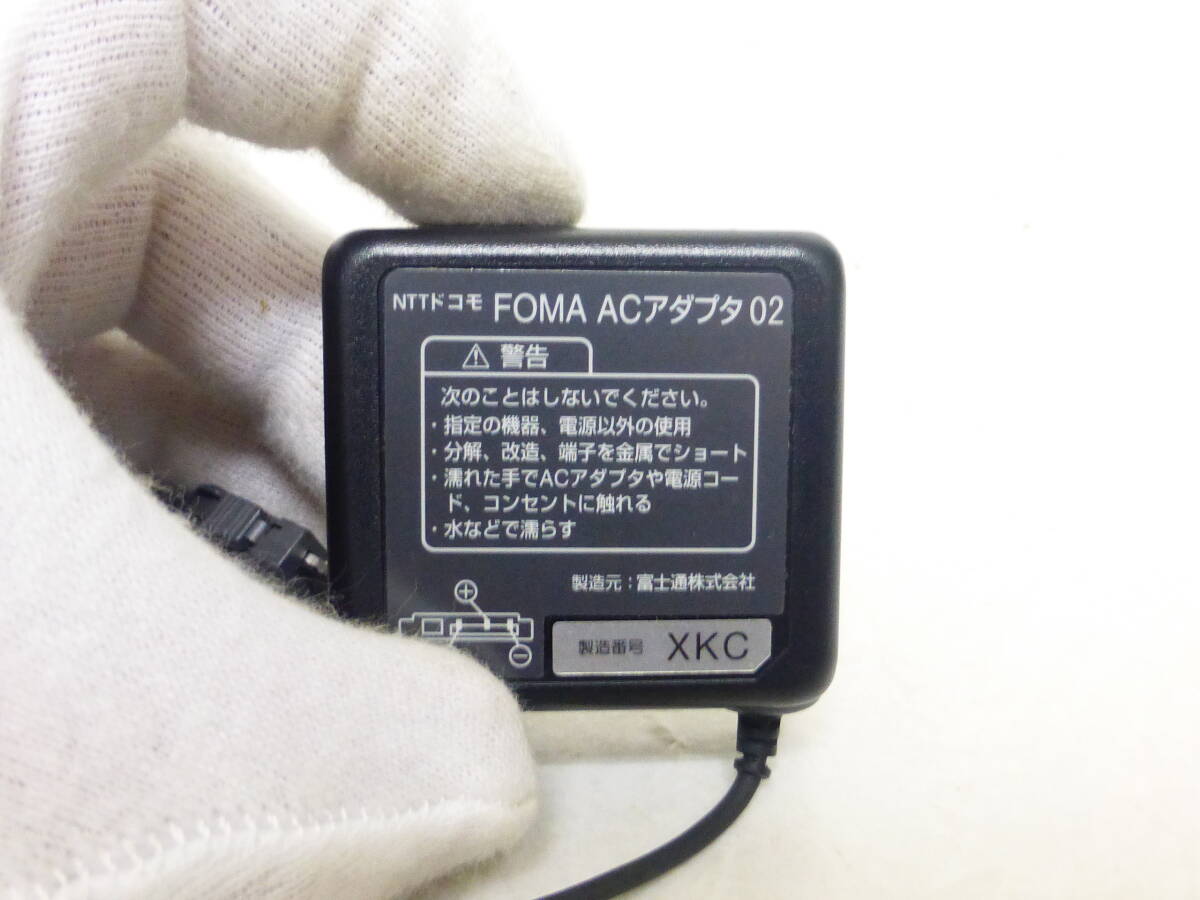 NTTドコモ FOMA ACアダプタ 02
⚠ 警告
次のことはしないでください。
・指定の機器、電源以外の使用
・分解、改造、端子を金属でショート
・濡れた手でACアダプタや電源コー
ド、コンセントに触れる
・水などで濡らす
製造元：富士通株式会社
⊕
⊖
製造番号 XKC